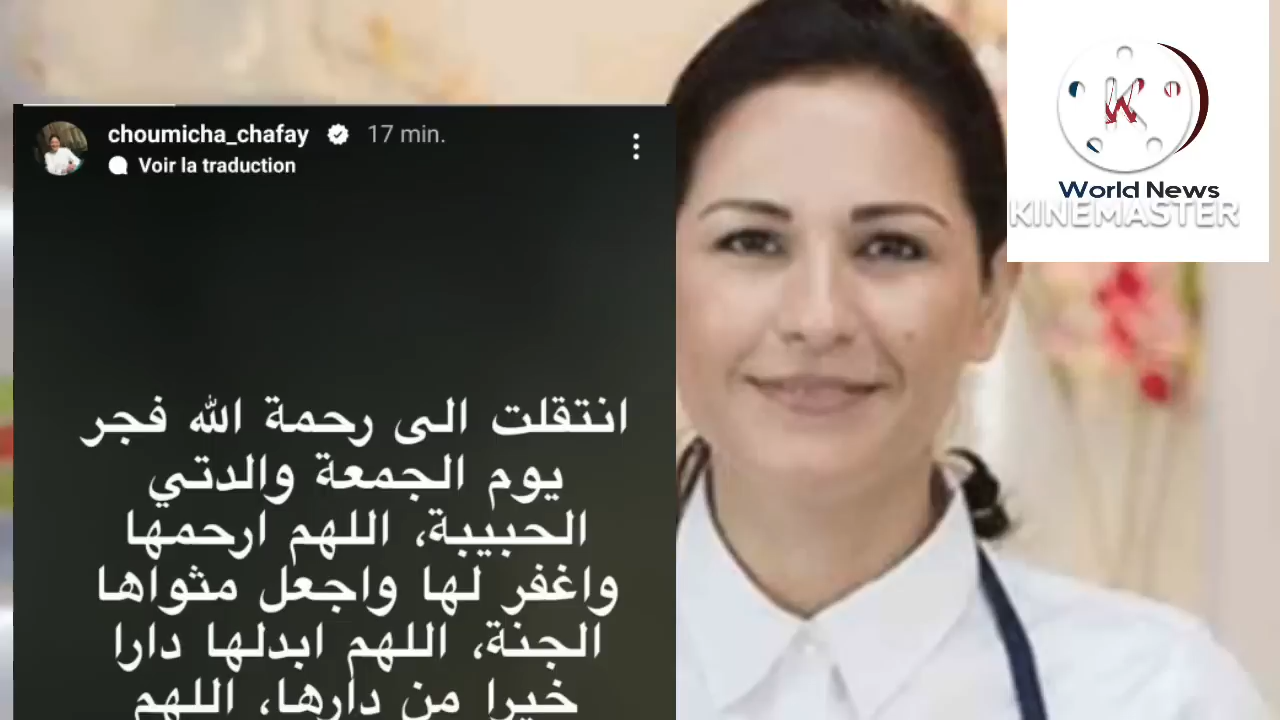 choumicha_chafay 17 min.
Voir la traduction
انتقلت الى رحمة الله فجر
يوم الجمعة والدتي
الحبيبة، اللهم ارحمها
واغفر لها واجعل مثواها
الجنة، اللهم ابدلها دارا
خيرا من دارها، اللهم
K
World News
KINEMASTER